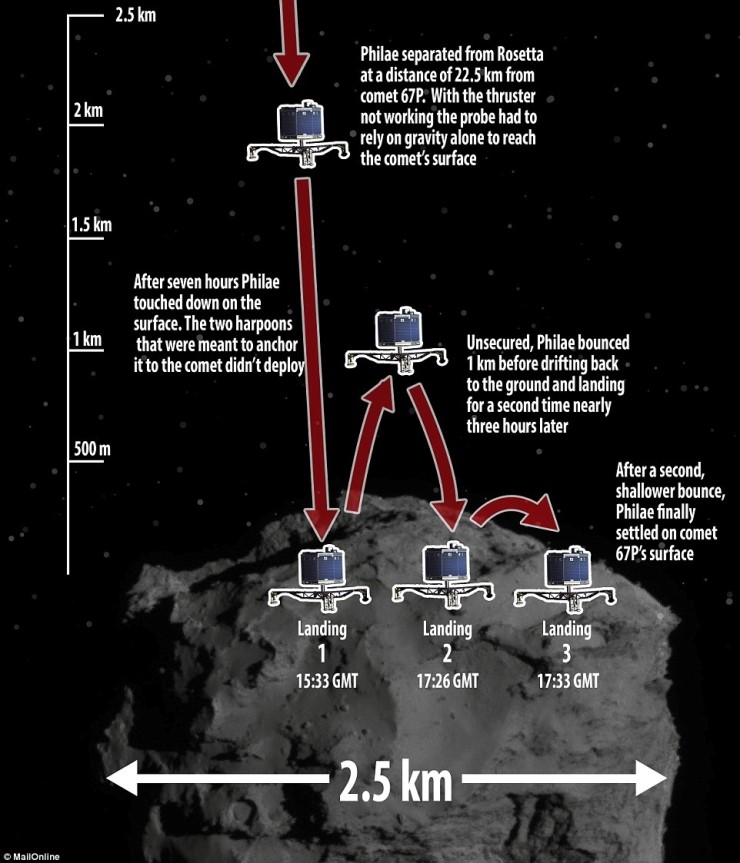 2.5 km
Philae separated from Rosetta
at a distance of 22.5 km from
comet 67P. With the thruster
not working the probe had to
rely on gravity alone to reach
the comet's surface
2 km
1.5 km
After seven hours Philae
touched down on the
surface. The two harpoons
that were meant to anchor
it to the comet didn't deploy
1 km
Unsecured, Philae bounced
1 km before drifting back
to the ground and landing
for a second time nearly
three hours later
500 m
After a second,
shallower bounce,
Philae finally
settled on comet
67P's surface
Landing
1
15:33 GMT
Landing
2
17:26 GMT
Landing
3
17:33 GMT
2.5 km
© MailOnline